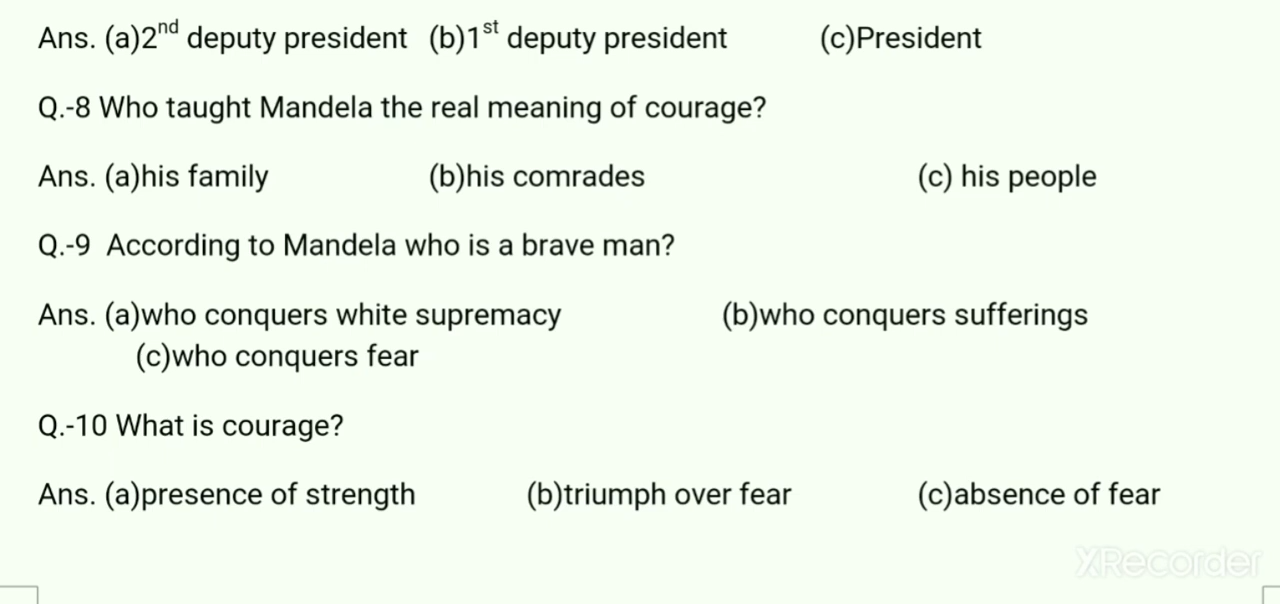 Ans. (a)2nd deputy president (b)1st deputy president (c)President
Q.-8 Who taught Mandela the real meaning of courage?
Ans. (a)his family (b)his comrades (c) his people
Q.-9 According to Mandela who is a brave man?
Ans. (a)who conquers white supremacy (b)who conquers sufferings
(c)who conquers fear
Q.-10 What is courage?
Ans. (a)presence of strength (b)triumph over fear (c)absence of fear
XRecorder